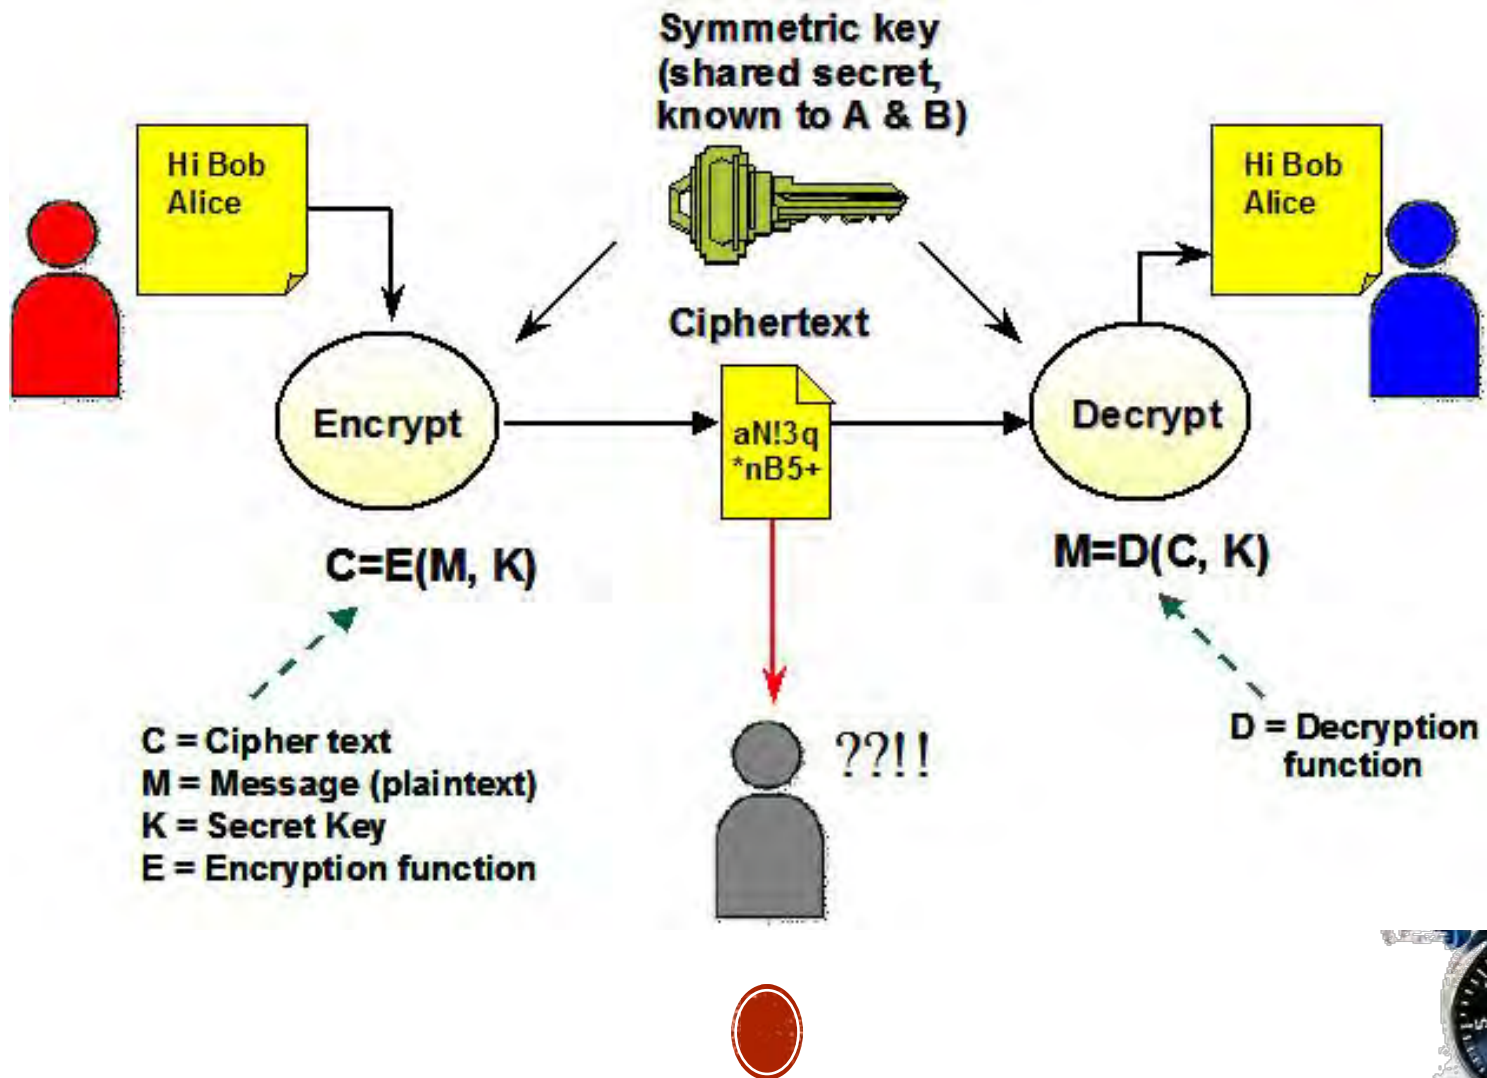 Symmetric key
(shared secret,
known to A & B)
Hi Bob
Alice
Hi Bob
Alice
Ciphertext
Encrypt
aN!3q
*nB5+
Decrypt
C=E(M, K)
M=D(C, K)
C = Cipher text
M = Message (plaintext)
K = Secret Key
E = Encryption function
??!!
D = Decryption
function